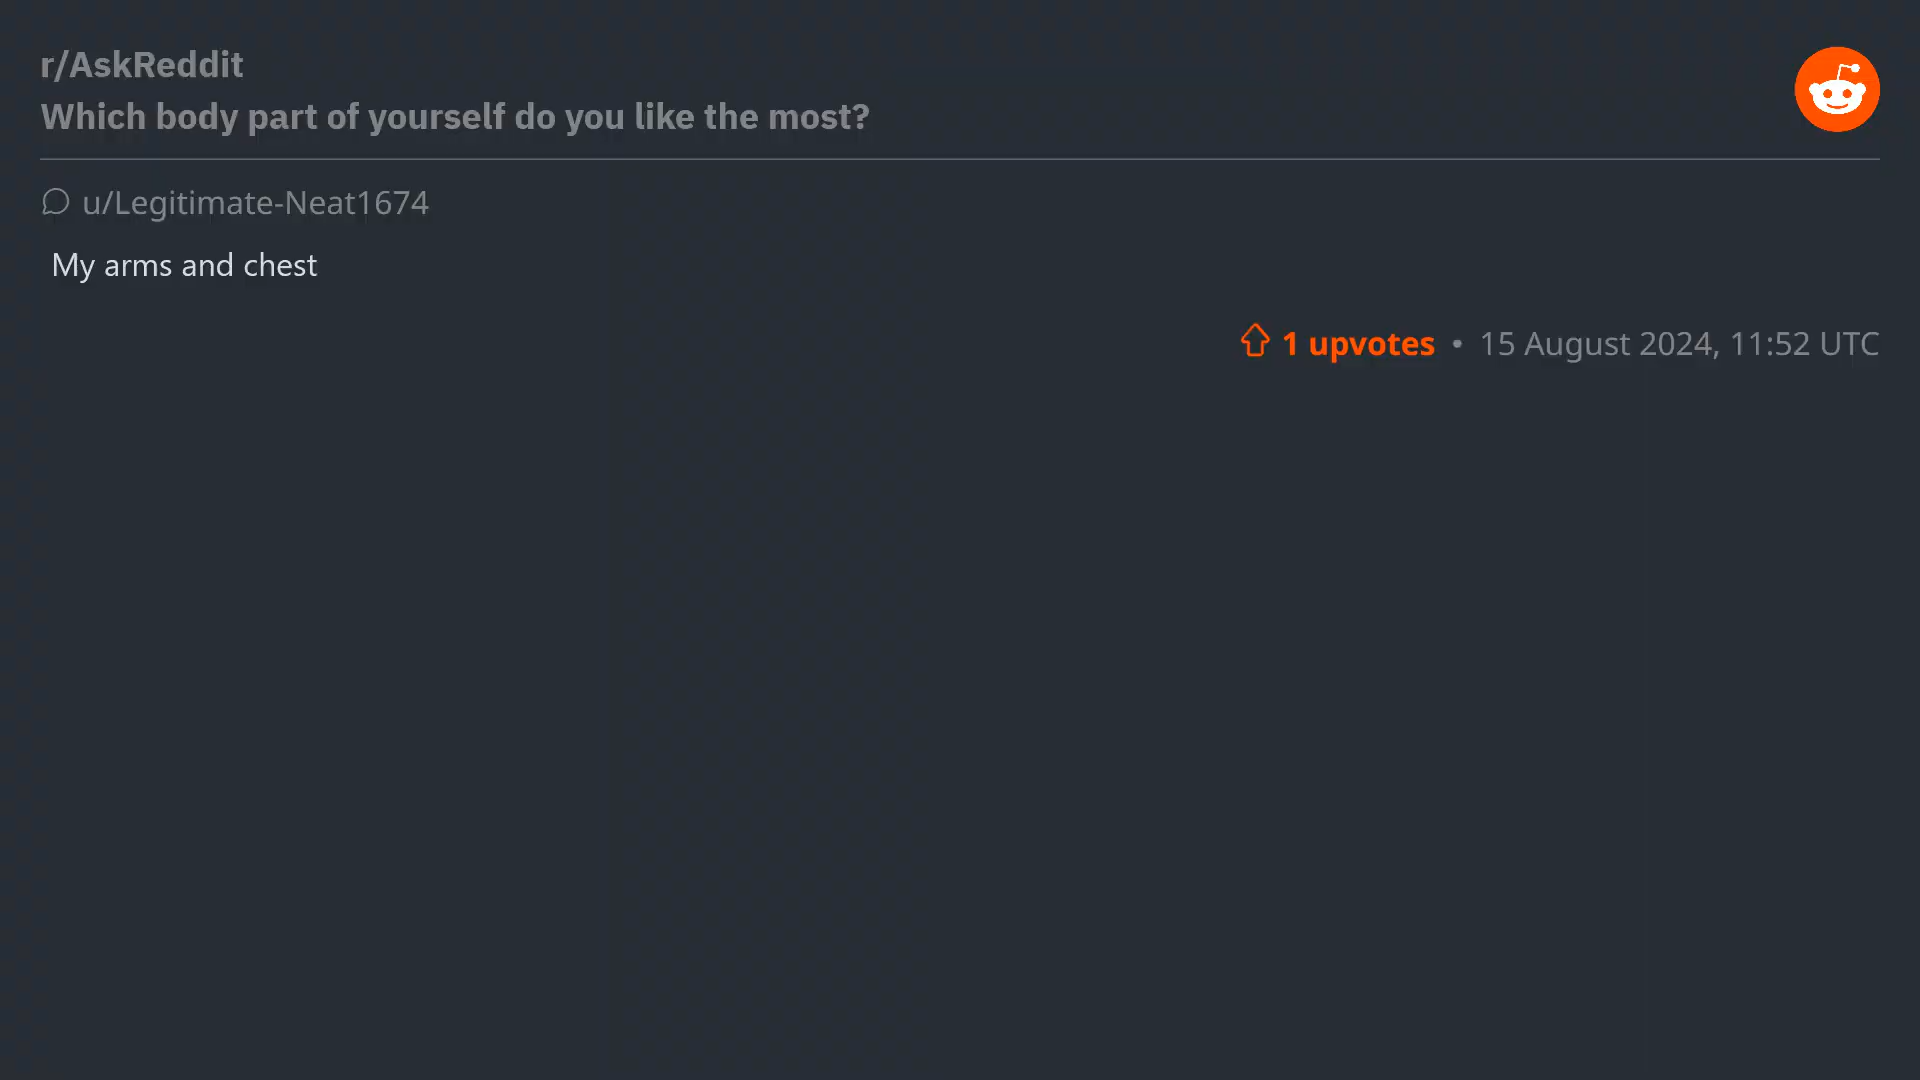 r/AskReddit
Which body part of yourself do you like the most?
u/Legitimate-Neat1674
My arms and chest
1 upvotes • 15 August 2024, 11:52 UTC